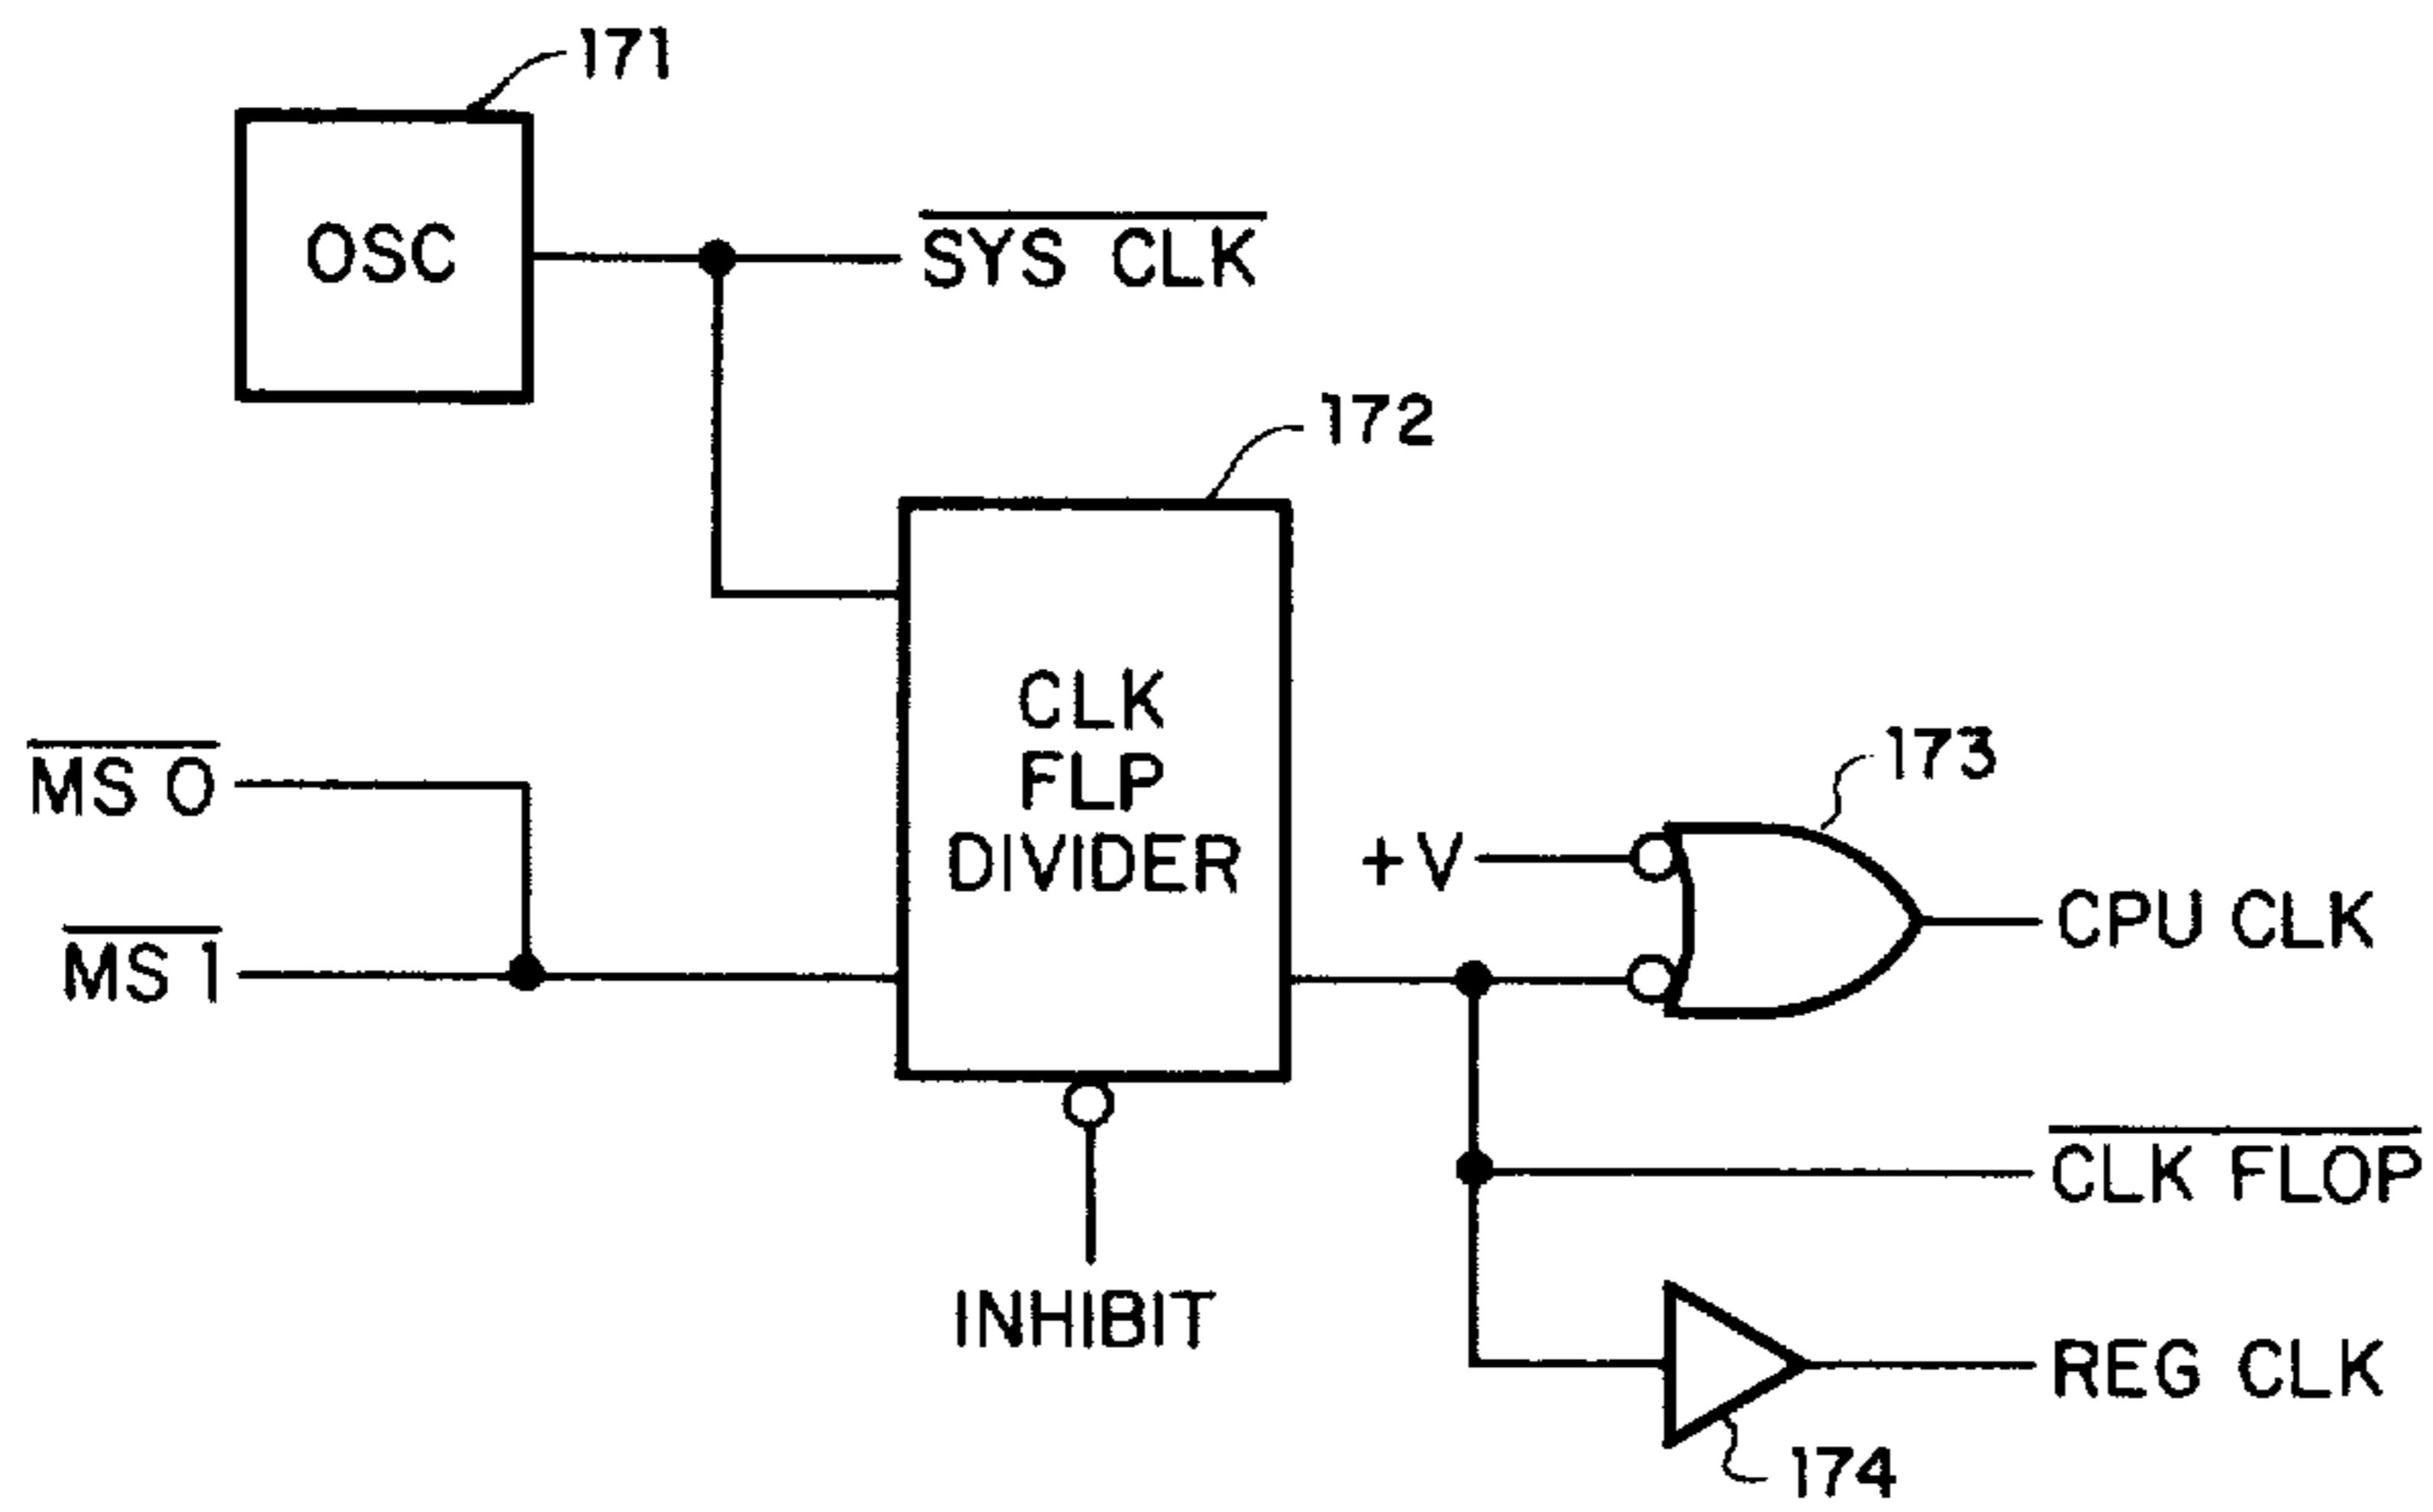 171
OSC
SYS CLK
172
CLK
FLP
DIVIDER
MS 0
MS 1
173
+V
CPU CLK
CLK FLOP
INHIBIT
REG CLK
174